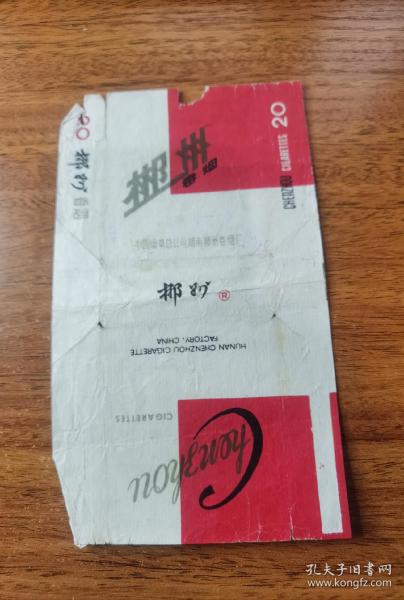 20
郴州
香烟
CHENZHOU CIGARETTES 20
郴州
香烟
郴州®
HUNAN CHENZHOU CIGARETTE
FACTORY, CHINA
CIGARETTES
Chenzhou
孔夫子旧书网
www.kongfz.com